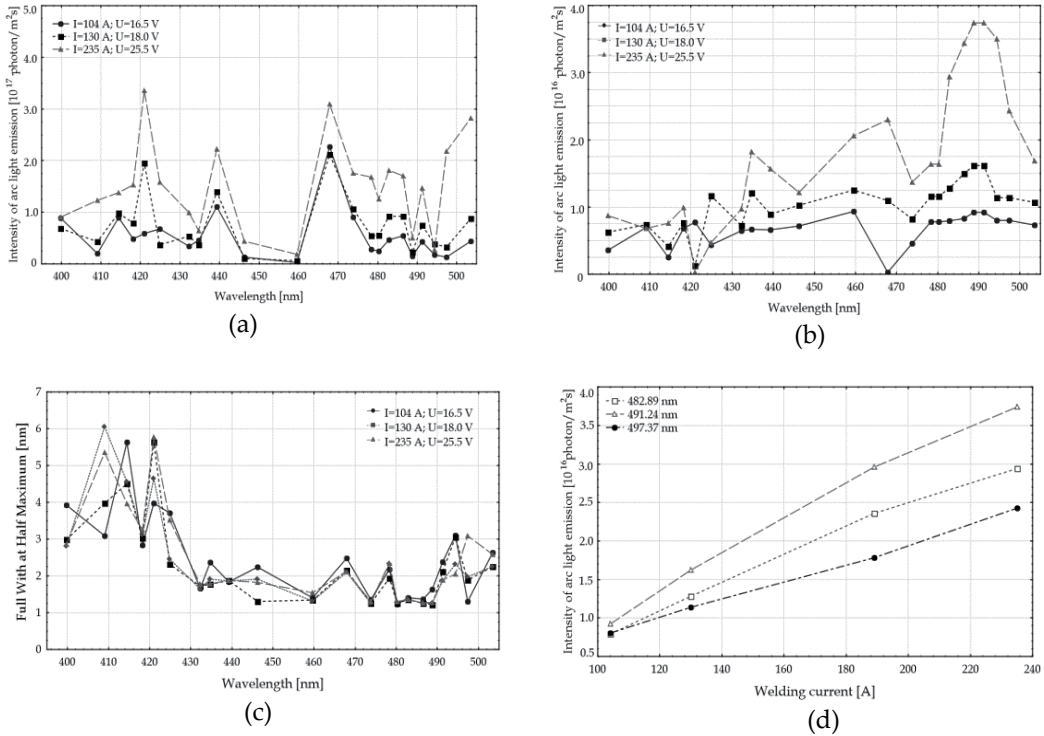 Intensity of arc light emission [10¹⁷ photon/m²s]
5.0
4.0
3.0
2.0
1.0
0
I=104 A; U=16.5 V
I=130 A; U=18.0 V
I=235 A; U=25.5 V
400 410 420 430 440 450 460 470 480 490 500
Wavelength [nm]
(a)
Intensity of arc light emission [10¹⁶ photon/m²s]
4.0
3.0
2.0
1.0
0.0
I=104 A; U=16.5 V
I=130 A; U=18.0 V
I=235 A; U=25.5 V
400 410 420 430 440 450 460 470 480 490 500
Wavelength [nm]
(b)
Full With at Half Maximum [nm]
7
6
5
4
3
2
1
0
I=104 A; U=16.5 V
I=130 A; U=18.0 V
I=235 A; U=25.5 V
400 410 420 430 440 450 460 470 480 490 500
Wavelength [nm]
(c)
Intensity of arc light emission [10¹⁶photon/m²s]
4.0
3.5
3.0
2.5
2.0
1.5
1.0
0.5
482.89 nm
491.24 nm
497.37 nm
100 120 140 160 180 200 220 240
Welding current [A]
(d)